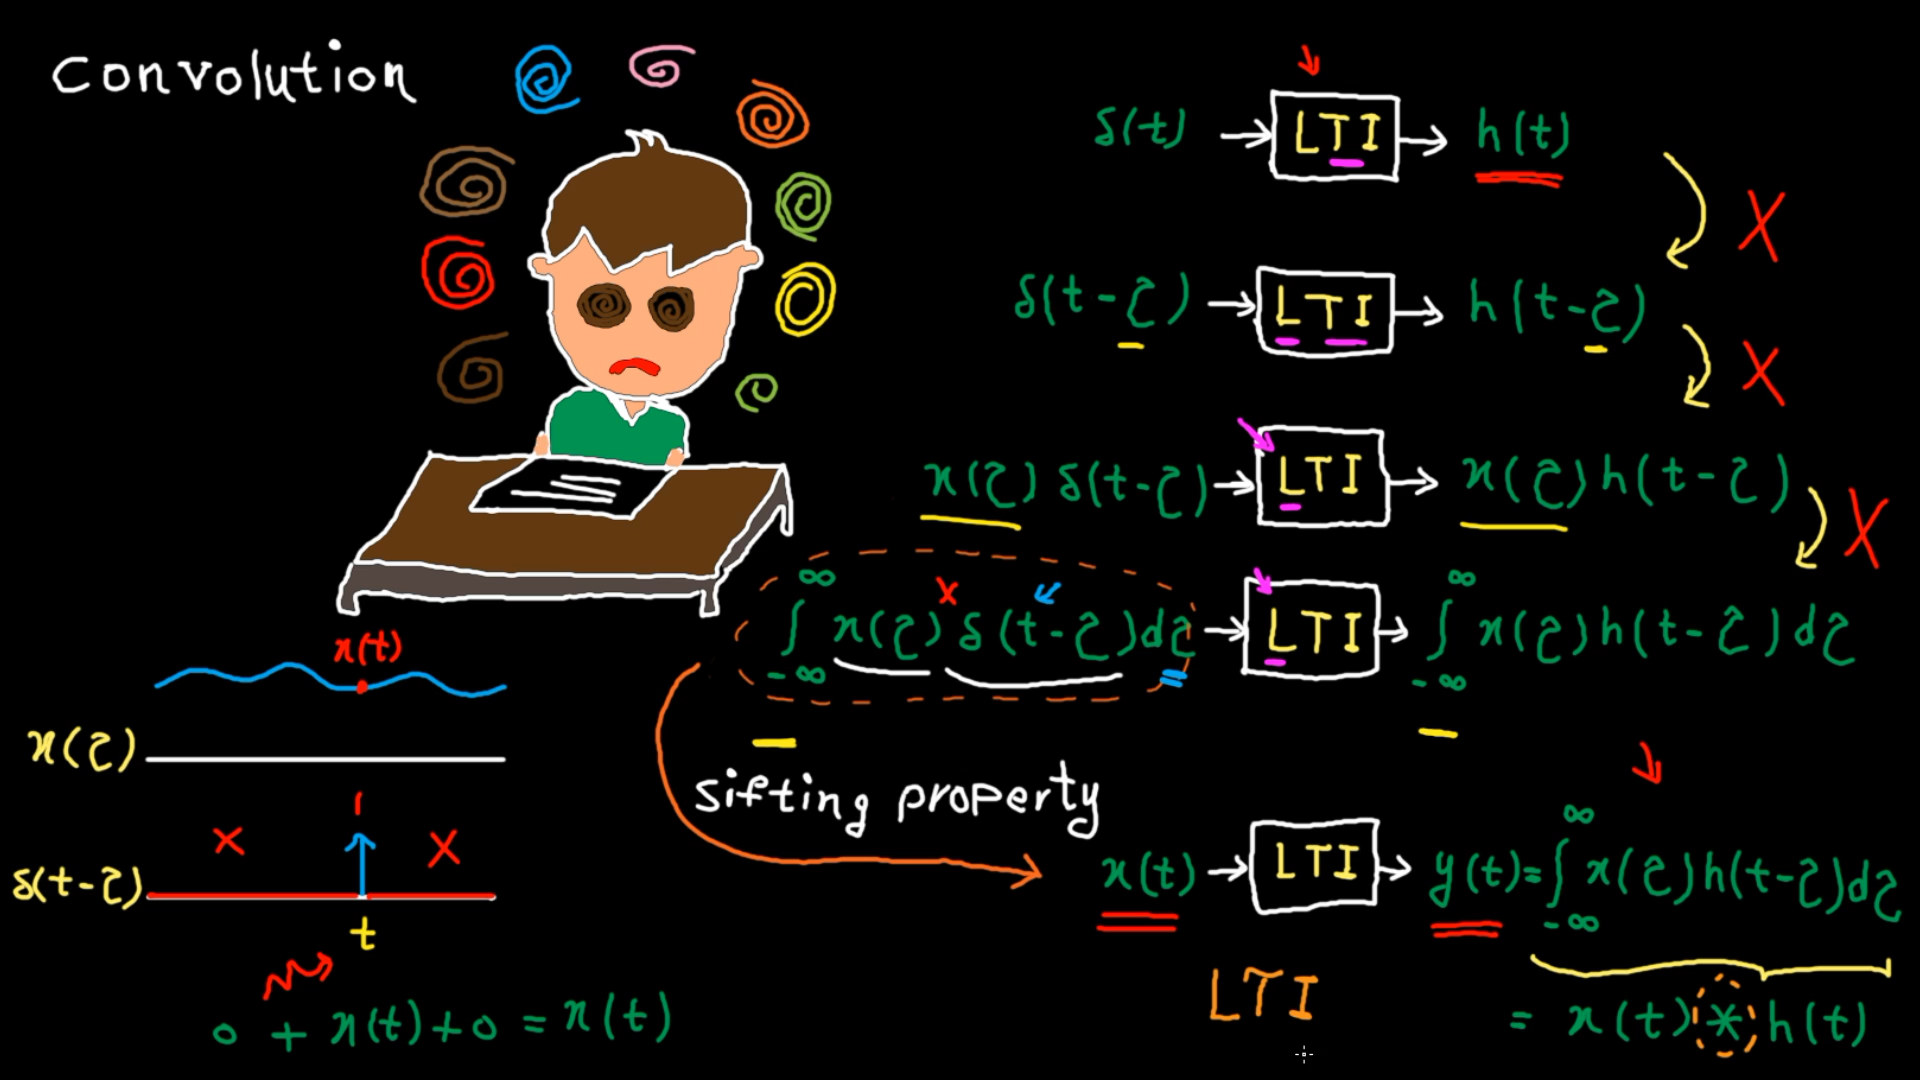 convolution
δ(t) → LTI → h(t)
X
δ(t-τ) → LTI → h(t-τ)
X
x(τ) δ(t-τ) → LTI → x(τ) h(t-τ)
X
∫_{-∞}^{∞} x(τ) δ(t-τ)dτ → LTI → ∫_{-∞}^{∞} x(τ)h(t-τ)dτ
x
x(t)
x(τ)
sifting property
1
x x
δ(t-τ)
t
x(t) → LTI → y(t)=∫_{-∞}^{∞} x(τ)h(t-τ)dτ
LTI
0 + x(t)+0 = x(t)
= x(t) * h(t)